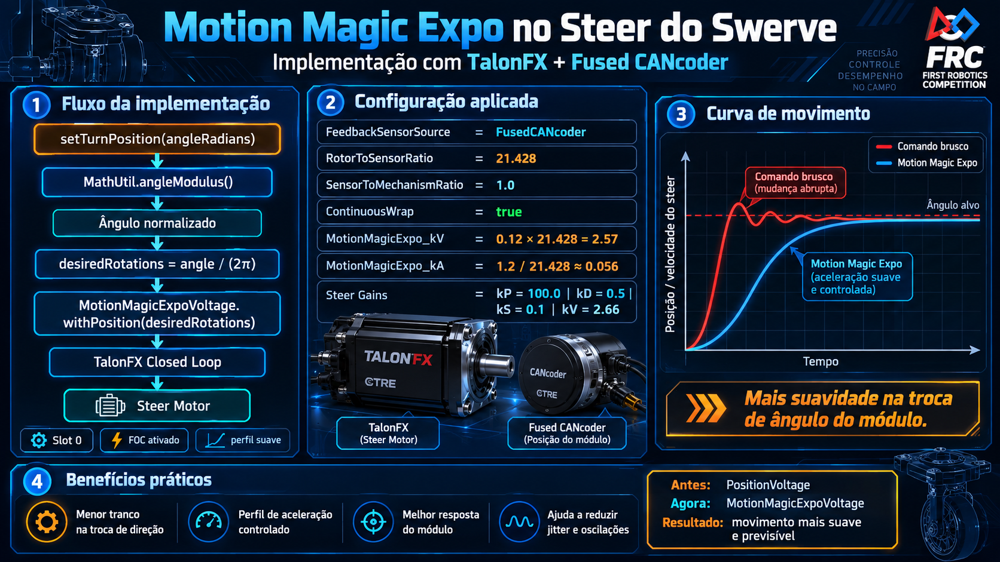 Motion Magic Expo no Steer do Swerve
Implementação com TalonFX + Fused CANcoder
PRECISÃO
CONTROLE
DESEMPENHO
NO CAMPO
FRC
FIRST ROBOTICS
COMPETITION
1 Fluxo da implementação
setTurnPosition(angleRadians)
MathUtil.angleModulus()
Ângulo normalizado
desiredRotations = angle / (2π)
MotionMagicExpoVoltage.
withPosition(desiredRotations)
TalonFX Closed Loop
Steer Motor
Slot 0
FOC ativado
perfil suave
2 Configuração aplicada
FeedbackSensorSource = FusedCANcoder
RotorToSensorRatio = 21.428
SensorToMechanismRatio = 1.0
ContinuousWrap = true
MotionMagicExpo_kV = 0.12 × 21.428 = 2.57
MotionMagicExpo_kA = 1.2 / 21.428 ≈ 0.056
Steer Gains = kP = 100.0 | kD = 0.5 |
kS = 0.1 | kV = 2.66
TALONFX
CTRE
CANcoder
CTRE
TalonFX
(Steer Motor)
Fused CANcoder
(Posição do módulo)
3 Curva de movimento
Comando brusco
Motion Magic Expo
Comando brusco
(mudança abrupta)
Ângulo alvo
Motion Magic Expo
(aceleração suave
e controlada)
Posição / velocidade do steer
Tempo
Mais suavidade na troca
de ângulo do módulo.
4 Benefícios práticos
Menor tranco
na troca de direção
Perfil de aceleração
controlado
Melhor resposta
do módulo
Ajuda a reduzir
jitter e oscilações
Antes: PositionVoltage
Agora: MotionMagicExpoVoltage
Resultado: movimento mais suave
e previsível